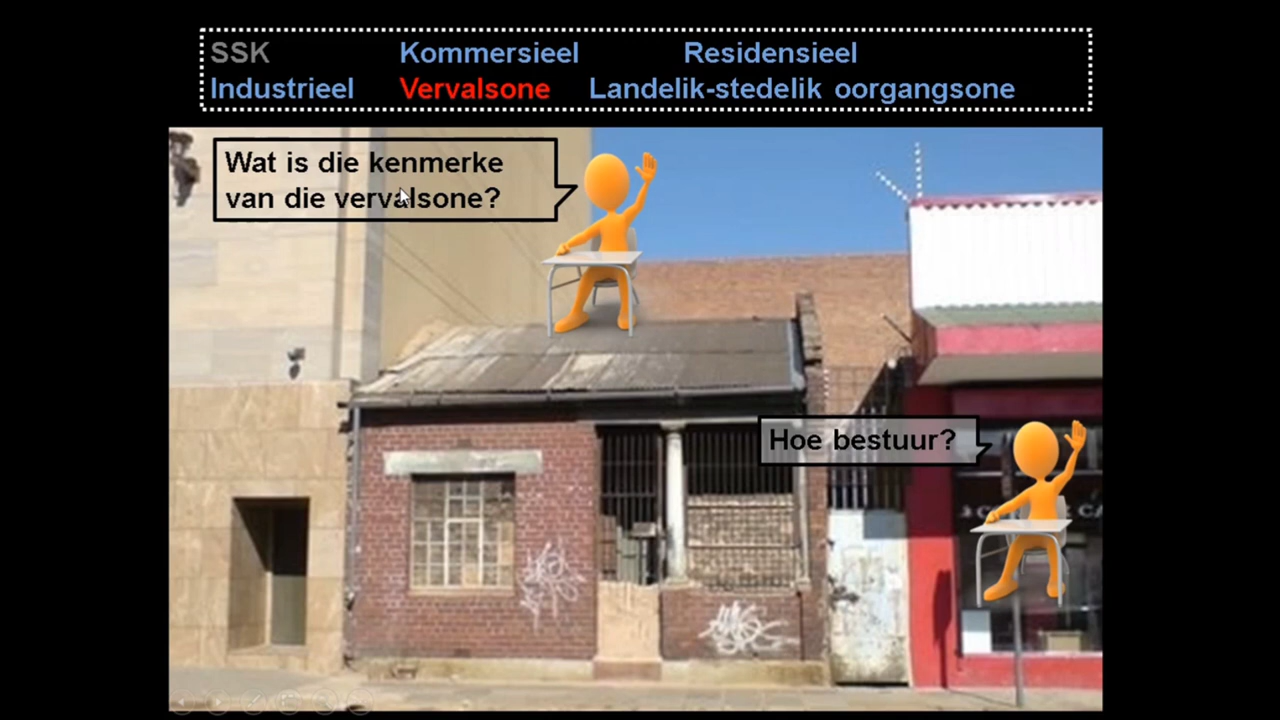 SSK Kommersieel Residensieel
Industrieel Vervalsone Landelik-stedelik oorgangsone
Wat is die kenmerke
van die vervalsone?
Hoe bestuur?